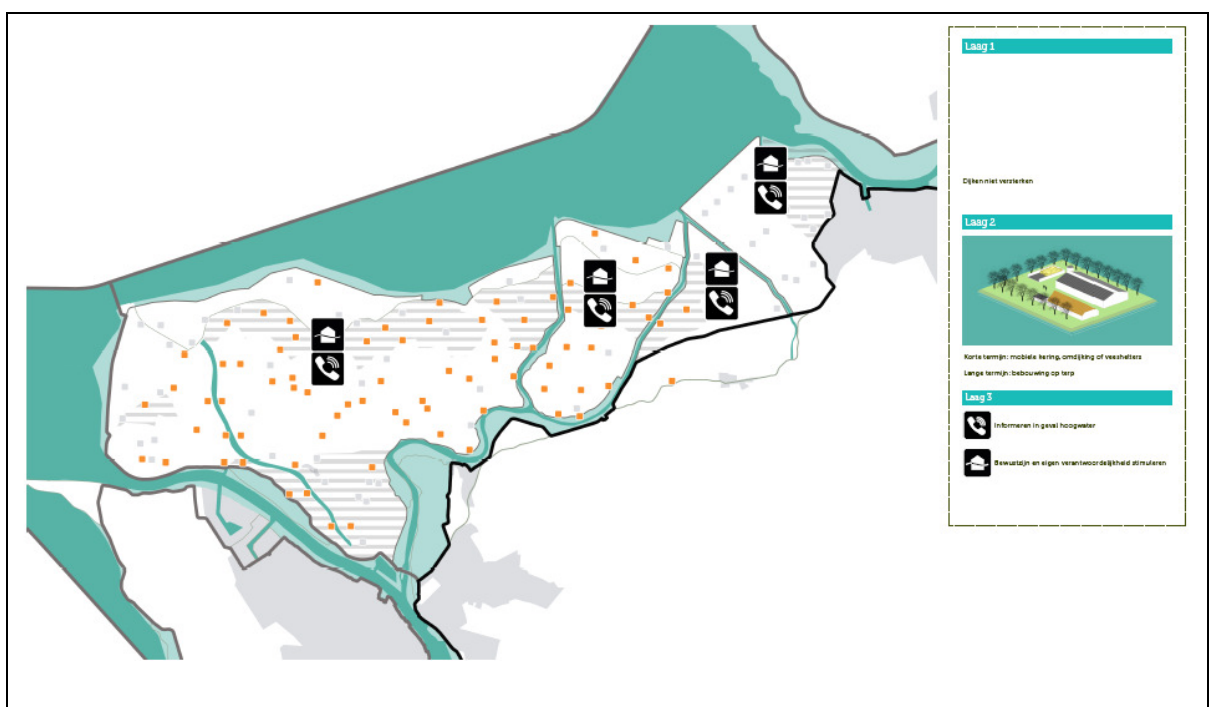 Laag 1
Dijken niet versterken
Laag 2
Korte termijn: mobiele kering, omdijking of veeshelters
Lange termijn: bebouwing op terp
Laag 3
Informeren in geval hoogwater
Bewustzijn en eigen verantwoordelijkheid stimuleren